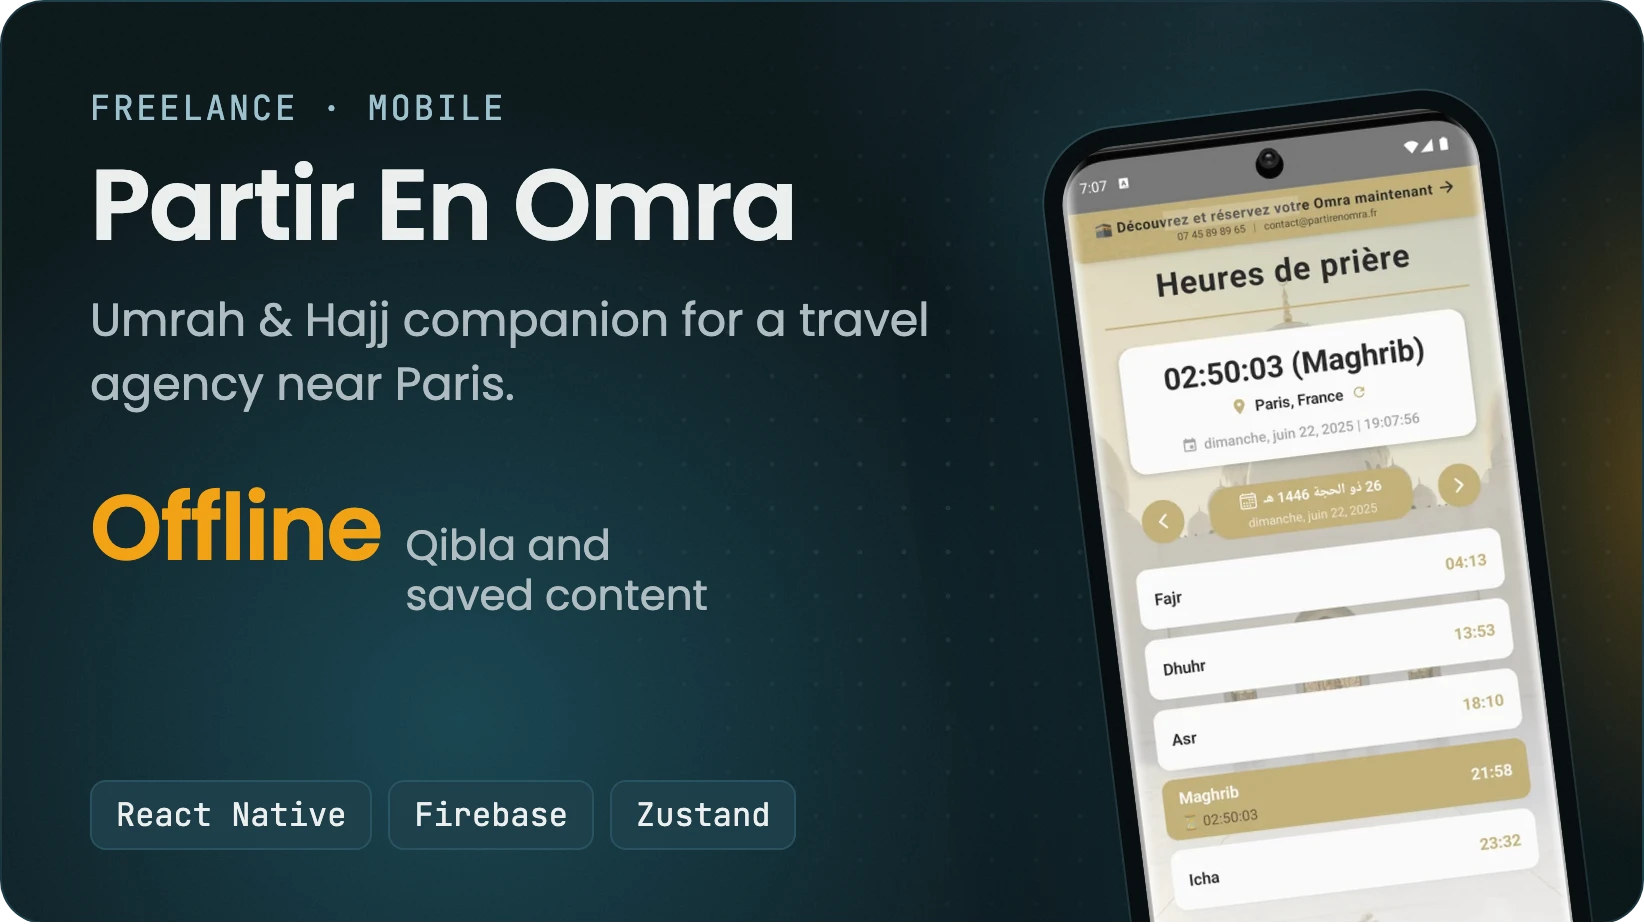 FREELANCE · MOBILE
Partir En Omra
Umrah & Hajj companion for a travel
agency near Paris.
Offline
Qibla and
saved content
React Native
Firebase
Zustand
7:07
Découvrez et réservez votre Omra maintenant →
07 45 89 89 65 | contact@partirenomra.fr
Heures de prière
02:50:03 (Maghrib)
Paris, France
dimanche, juin 22, 2025 | 19:07:56
26 ذو الحجة 1446 هـ
dimanche, juin 22, 2025
Fajr 04:13
Dhuhr 13:53
Asr 18:10
Maghrib 21:58
02:50:03
Icha 23:32